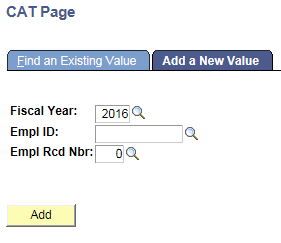 CAT Page
Find an Existing Value Add a New Value
Fiscal Year: 2016
Empl ID:
Empl Rcd Nbr: 0
Add